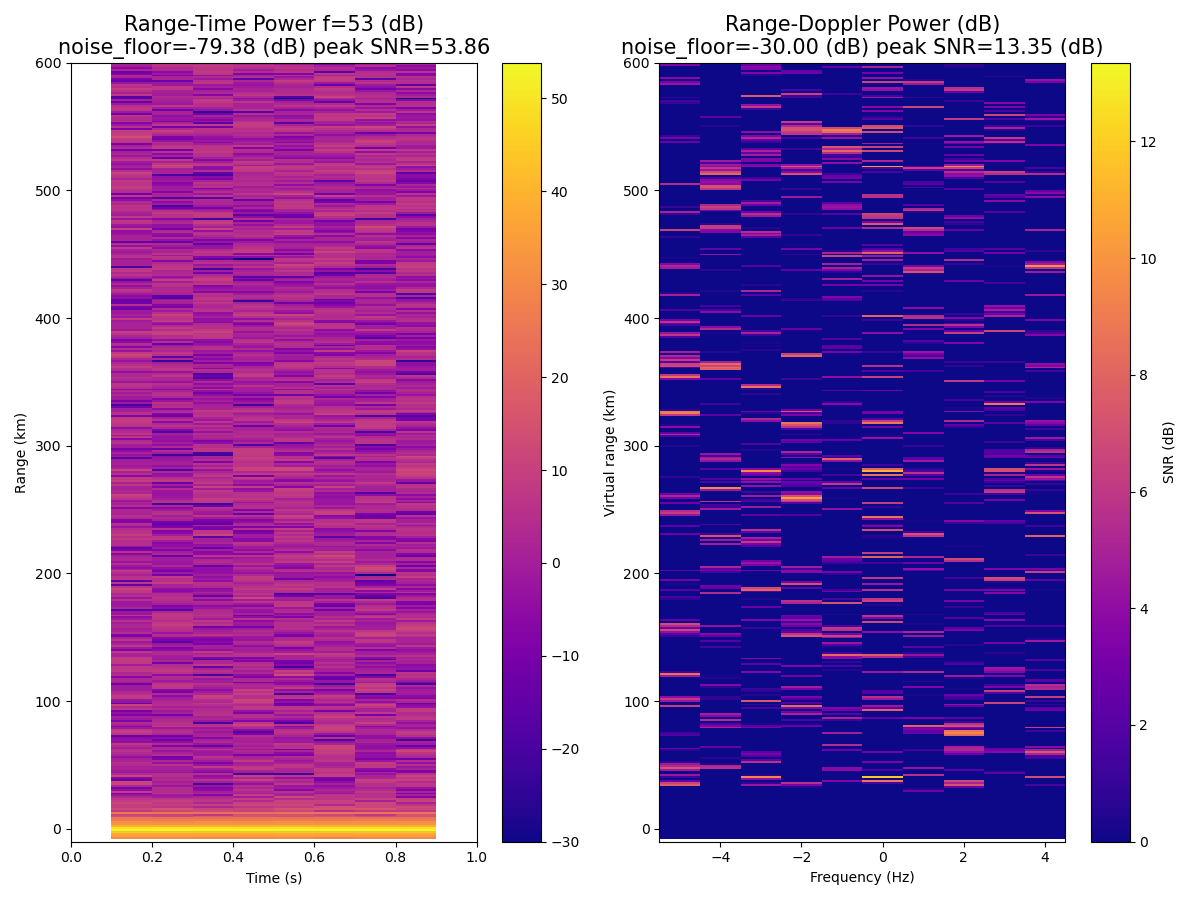 Range-Time Power f=53 (dB)
noise_floor=-79.38 (dB) peak SNR=53.86
600
500
400
300
200
100
0
Range (km)
0.0 0.2 0.4 0.6 0.8 1.0
Time (s)
50
40
30
20
10
0
−10
−20
−30
Range-Doppler Power (dB)
noise_floor=-30.00 (dB) peak SNR=13.35 (dB)
600
500
400
300
200
100
0
Virtual range (km)
−4 −2 0 2 4
Frequency (Hz)
12
10
8
6
4
2
0
SNR (dB)